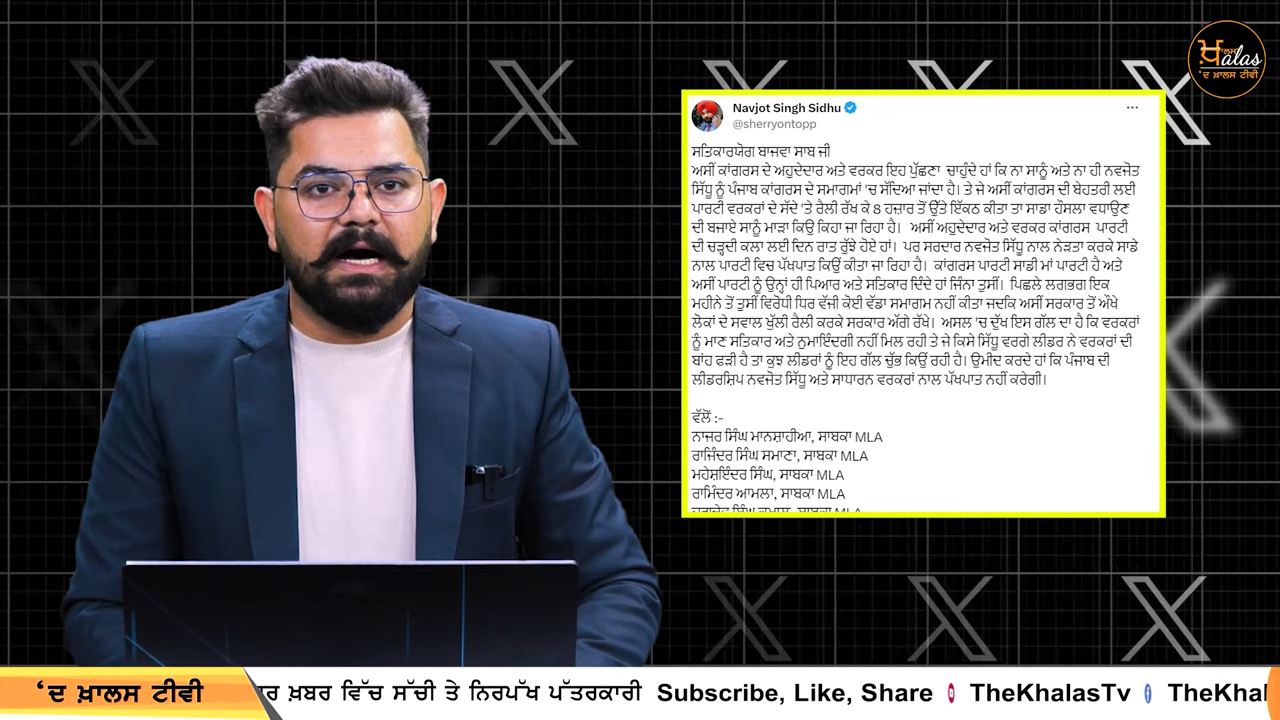 ਖ਼ਾਲਸ
alas
'ਦ ਖ਼ਾਲਸ ਟੀਵੀ
Navjot Singh Sidhu
@sherryontopp
ਸਤਿਕਾਰਯੋਗ ਬਾਜਵਾ ਸਾਬ ਜੀ
ਅਸੀਂ ਕਾਂਗਰਸ ਦੇ ਅਹੁਦੇਦਾਰ ਅਤੇ ਵਰਕਰ ਇਹ ਪੁੱਛਣਾ ਚਾਹੁੰਦੇ ਹਾਂ ਕਿ ਨਾ ਸਾਨੂੰ ਅਤੇ ਨਾ ਹੀ ਨਵਜੋਤ
ਸਿੱਧੂ ਨੂੰ ਪੰਜਾਬ ਕਾਂਗਰਸ ਦੇ ਸਮਾਗਮਾਂ 'ਚ ਸੱਦਿਆ ਜਾਂਦਾ ਹੈ। ਤੇ ਜੇ ਅਸੀਂ ਕਾਂਗਰਸ ਦੀ ਬੇਹਤਰੀ ਲਈ
ਪਾਰਟੀ ਵਰਕਰਾਂ ਦੇ ਸੱਦੇ 'ਤੇ ਰੈਲੀ ਰੱਖ ਕੇ 8 ਹਜ਼ਾਰ ਤੋਂ ਉੱਤੇ ਇੱਕਠ ਕੀਤਾ ਤਾ ਸਾਡਾ ਹੌਸਲਾ ਵਧਾਉਣ
ਦੀ ਬਜਾਏ ਸਾਨੂੰ ਮਾੜਾ ਕਿਉ ਕਿਹਾ ਜਾ ਰਿਹਾ ਹੈ। ਅਸੀਂ ਅਹੁਦੇਦਾਰ ਅਤੇ ਵਰਕਰ ਕਾਂਗਰਸ ਪਾਰਟੀ
ਦੀ ਚੜ੍ਹਦੀ ਕਲਾ ਲਈ ਦਿਨ ਰਾਤ ਰੁੱਝੇ ਹੋਏ ਹਾਂ। ਪਰ ਸਰਦਾਰ ਨਵਜੋਤ ਸਿੱਧੂ ਨਾਲ ਨੇੜਤਾ ਕਰਕੇ ਸਾਡੇ
ਨਾਲ ਪਾਰਟੀ ਵਿਚ ਪੱਖਪਾਤ ਕਿਉਂ ਕੀਤਾ ਜਾ ਰਿਹਾ ਹੈ। ਕਾਂਗਰਸ ਪਾਰਟੀ ਸਾਡੀ ਮਾਂ ਪਾਰਟੀ ਹੈ ਅਤੇ
ਅਸੀਂ ਪਾਰਟੀ ਨੂੰ ਉਨ੍ਹਾਂ ਹੀ ਪਿਆਰ ਅਤੇ ਸਤਿਕਾਰ ਦਿੰਦੇ ਹਾਂ ਜਿੰਨਾ ਤੁਸੀਂ। ਪਿਛਲੇ ਲਗਭਗ ਇਕ
ਮਹੀਨੇ ਤੋਂ ਤੁਸੀਂ ਵਿਰੋਧੀ ਧਿਰ ਵੱਜੀ ਕੋਈ ਵੱਡਾ ਸਮਾਗਮ ਨਹੀਂ ਕੀਤਾ ਜਦਕਿ ਅਸੀਂ ਸਰਕਾਰ ਤੋਂ ਔਖੇ
ਲੋਕਾਂ ਦੇ ਸਵਾਲ ਖੁੱਲੀ ਰੈਲੀ ਕਰਕੇ ਸਰਕਾਰ ਅੱਗੇ ਰੱਖੇ। ਅਸਲ 'ਚ ਦੁੱਖ ਇਸ ਗੱਲ ਦਾ ਹੈ ਕਿ ਵਰਕਰਾਂ
ਨੂੰ ਮਾਣ ਸਤਿਕਾਰ ਅਤੇ ਨੁਮਾਇੰਦਗੀ ਨਹੀਂ ਮਿਲ ਰਹੀ ਤੇ ਜੇ ਕਿਸੇ ਸਿੱਧੂ ਵਰਗੇ ਲੀਡਰ ਨੇ ਵਰਕਰਾਂ ਦੀ
ਬਾਂਹ ਫੜੀ ਹੈ ਤਾ ਕੁਝ ਲੀਡਰਾਂ ਨੂੰ ਇਹ ਗੱਲ ਚੁੱਭ ਕਿਉਂ ਰਹੀ ਹੈ। ਉਮੀਦ ਕਰਦੇ ਹਾਂ ਕਿ ਪੰਜਾਬ ਦੀ
ਲੀਡਰਸ਼ਿਪ ਨਵਜੋਤ ਸਿੱਧੂ ਅਤੇ ਸਾਧਾਰਨ ਵਰਕਰਾਂ ਨਾਲ ਪੱਖਪਾਤ ਨਹੀਂ ਕਰੇਗੀ।
ਵੱਲੋਂ :-
ਨਾਜਰ ਸਿੰਘ ਮਾਨਸ਼ਾਹੀਆ, ਸਾਬਕਾ MLA
ਰਾਜਿੰਦਰ ਸਿੰਘ ਸਮਾਣਾ, ਸਾਬਕਾ MLA
ਮਹੇਸ਼ਇੰਦਰ ਸਿੰਘ, ਸਾਬਕਾ MLA
ਰਾਮਿੰਦਰ ਆਮਲਾ, ਸਾਬਕਾ MLA
'ਦ ਖ਼ਾਲਸ ਟੀਵੀ
ਖ਼ਬਰ ਵਿੱਚ ਸੱਚੀ ਤੇ ਨਿਰਪੱਖ ਪੱਤਰਕਾਰੀ Subscribe, Like, Share TheKhalasTv TheKhal